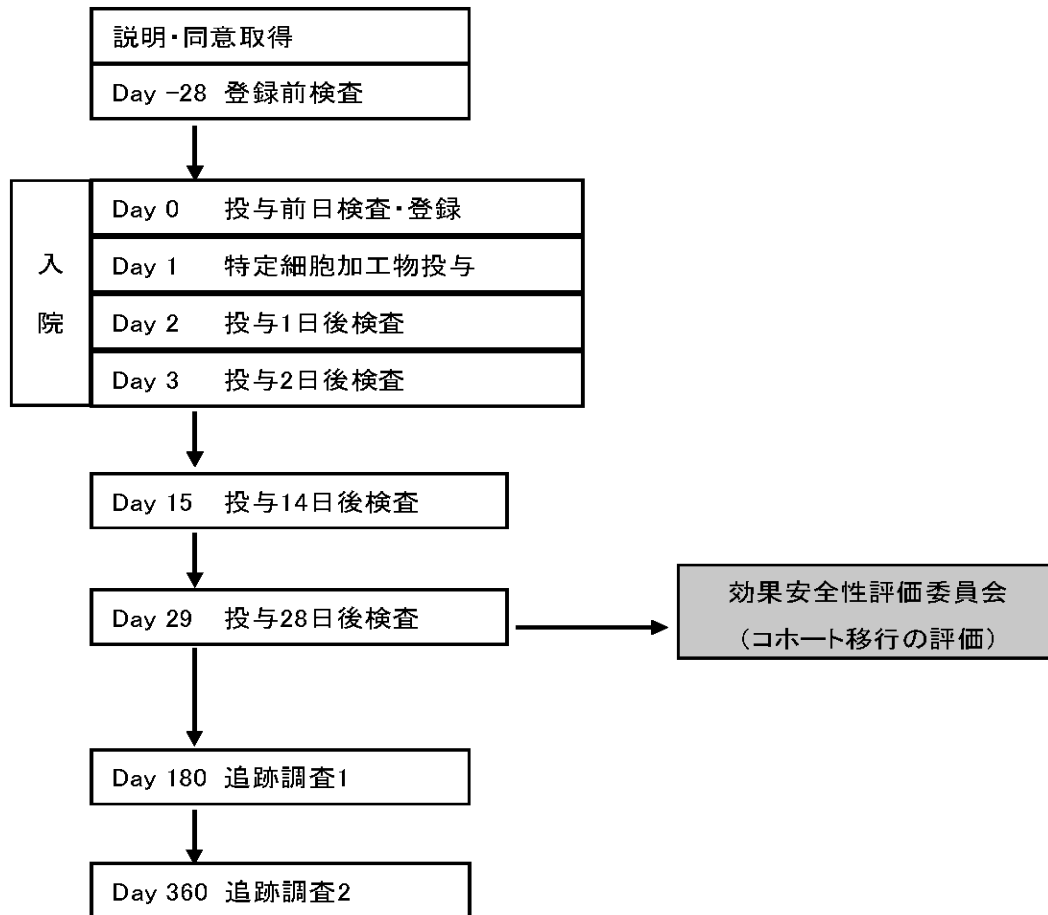 説明・同意取得
Day -28 登録前検査
入院
Day 0 投与前日検査・登録
Day 1 特定細胞加工物投与
Day 2 投与1日後検査
Day 3 投与2日後検査
Day 15 投与14日後検査
Day 29 投与28日後検査
効果安全性評価委員会
（コホート移行の評価）
Day 180 追跡調査1
Day 360 追跡調査2